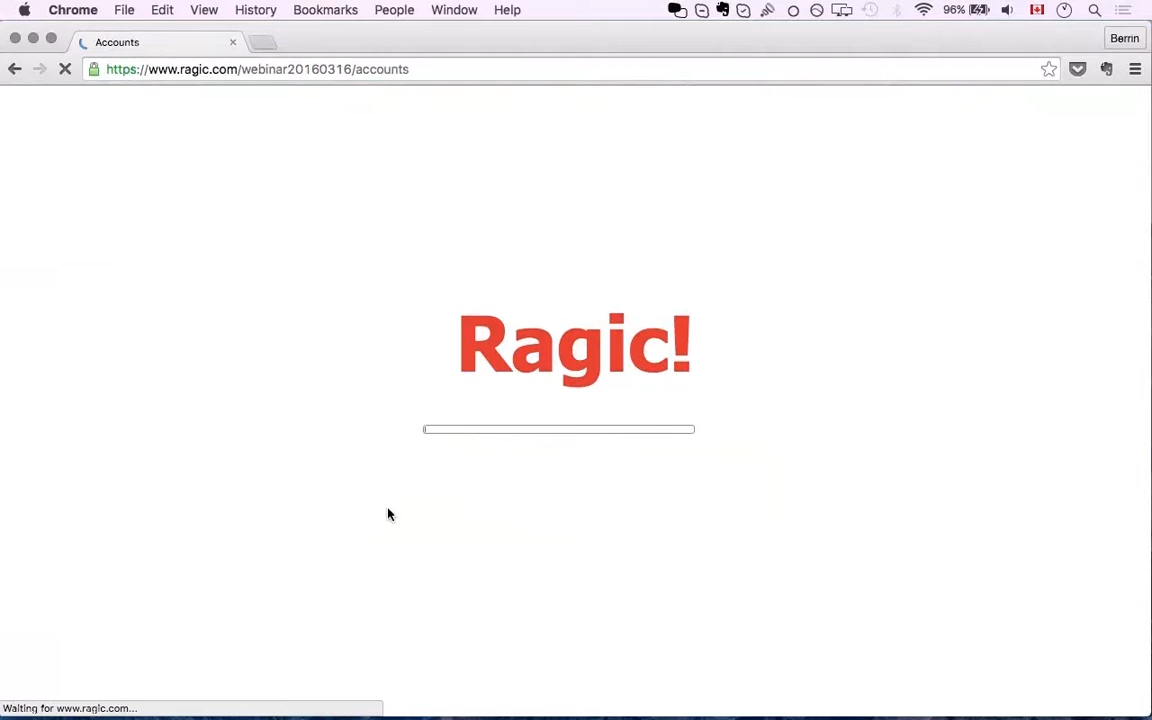 Chrome File Edit View History Bookmarks People Window Help 96%
Accounts Berrin
https://www.ragic.com/webinar20160316/accounts
Ragic!
Waiting for www.ragic.com...